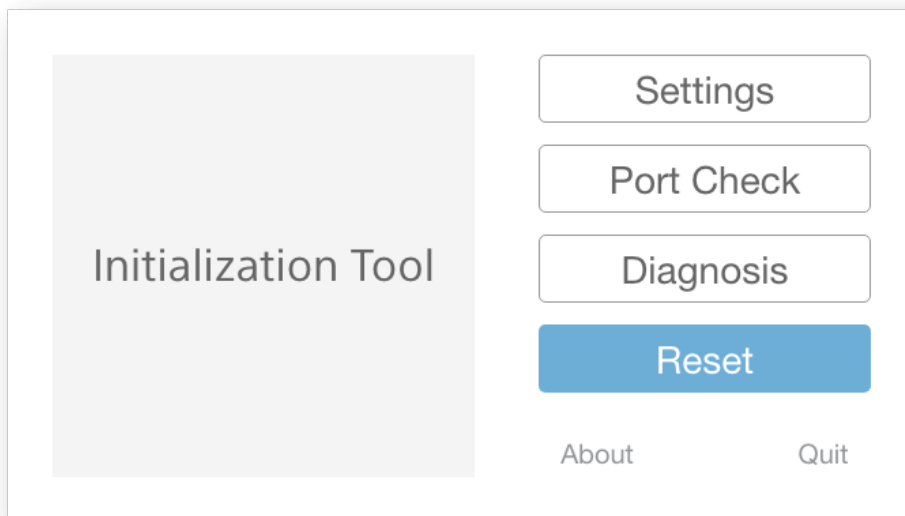 Initialization Tool
Settings
Port Check
Diagnosis
Reset
About
Quit